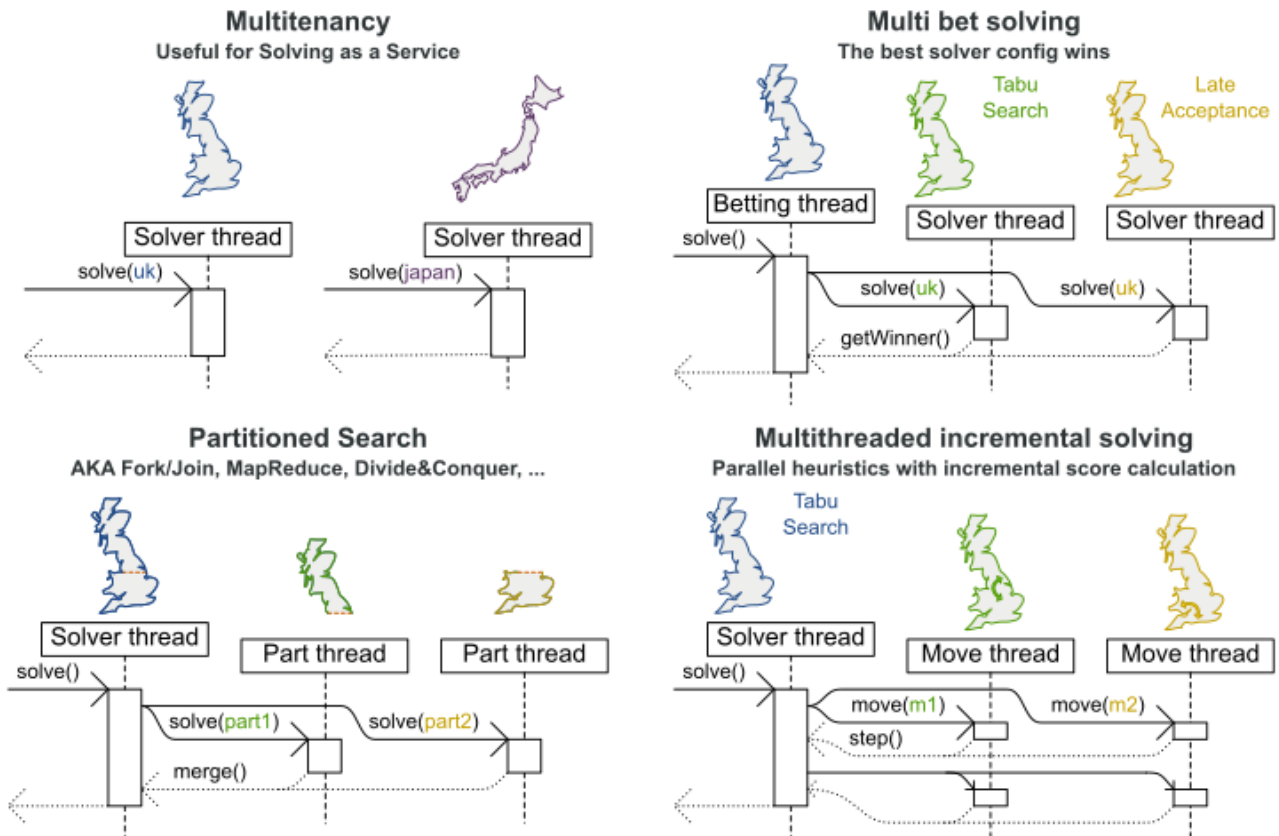 Multitenancy
Useful for Solving as a Service
Solver thread
Solver thread
solve(uk)
solve(japan)
Multi bet solving
The best solver config wins
Tabu
Search
Late
Acceptance
Betting thread
Solver thread
Solver thread
solve()
solve(uk)
solve(uk)
getWinner()
Partitioned Search
AKA Fork/Join, MapReduce, Divide&Conquer, ...
Solver thread
Part thread
Part thread
solve()
solve(part1)
solve(part2)
merge()
Multithreaded incremental solving
Parallel heuristics with incremental score calculation
Tabu
Search
Solver thread
Move thread
Move thread
solve()
move(m1)
move(m2)
step()